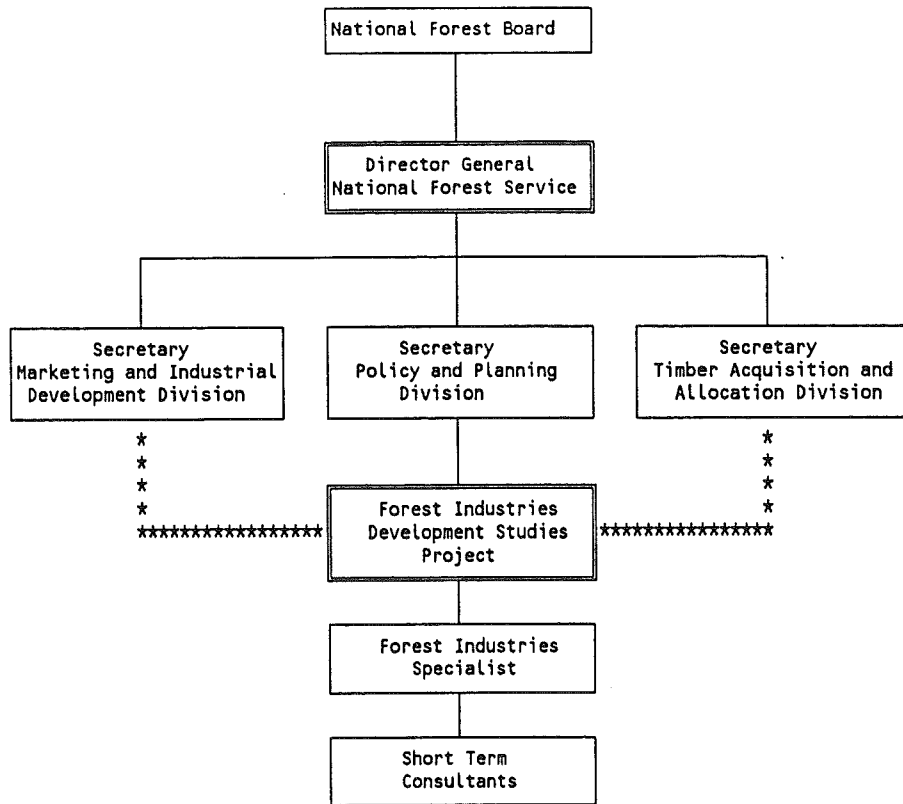 National Forest Board
Director General
National Forest Service
Secretary
Marketing and Industrial
Development Division
Secretary
Policy and Planning
Division
Secretary
Timber Acquisition and
Allocation Division
*
*
*
*
*****************
*
*
*
*
****************
Forest Industries
Development Studies
Project
Forest Industries
Specialist
Short Term
Consultants